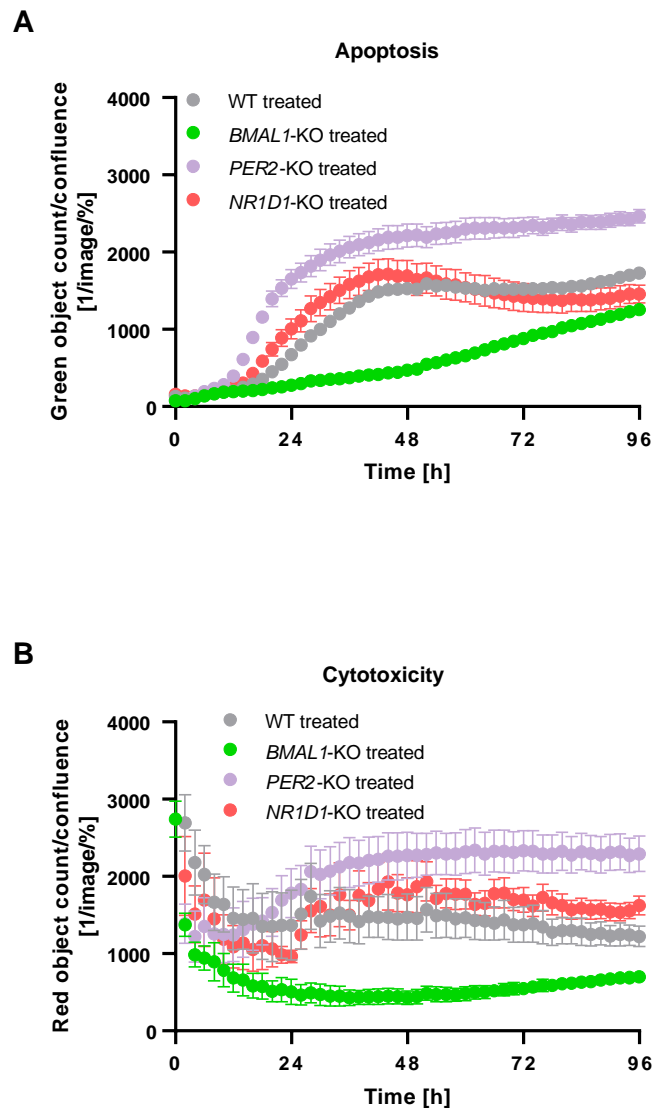 A
Apoptosis
Green object count/confluence
[1/image/%]
4000
3000
2000
1000
0
WT treated
BMAL1-KO treated
PER2-KO treated
NR1D1-KO treated
0 24 48 72 96
Time [h]
B
Cytotoxicity
Red object count/confluence
[1/image/%]
4000
3000
2000
1000
0
WT treated
BMAL1-KO treated
PER2-KO treated
NR1D1-KO treated
0 24 48 72 96
Time [h]